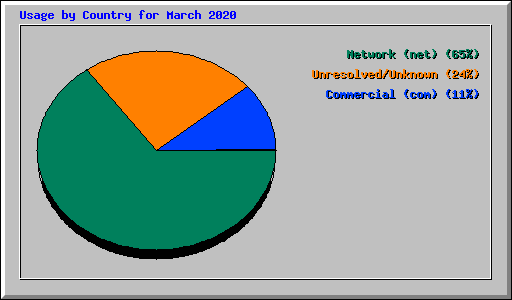 Usage by Country for March 2020
Network (net) (65%)
Unresolved/Unknown (24%)
Commercial (com) (11%)